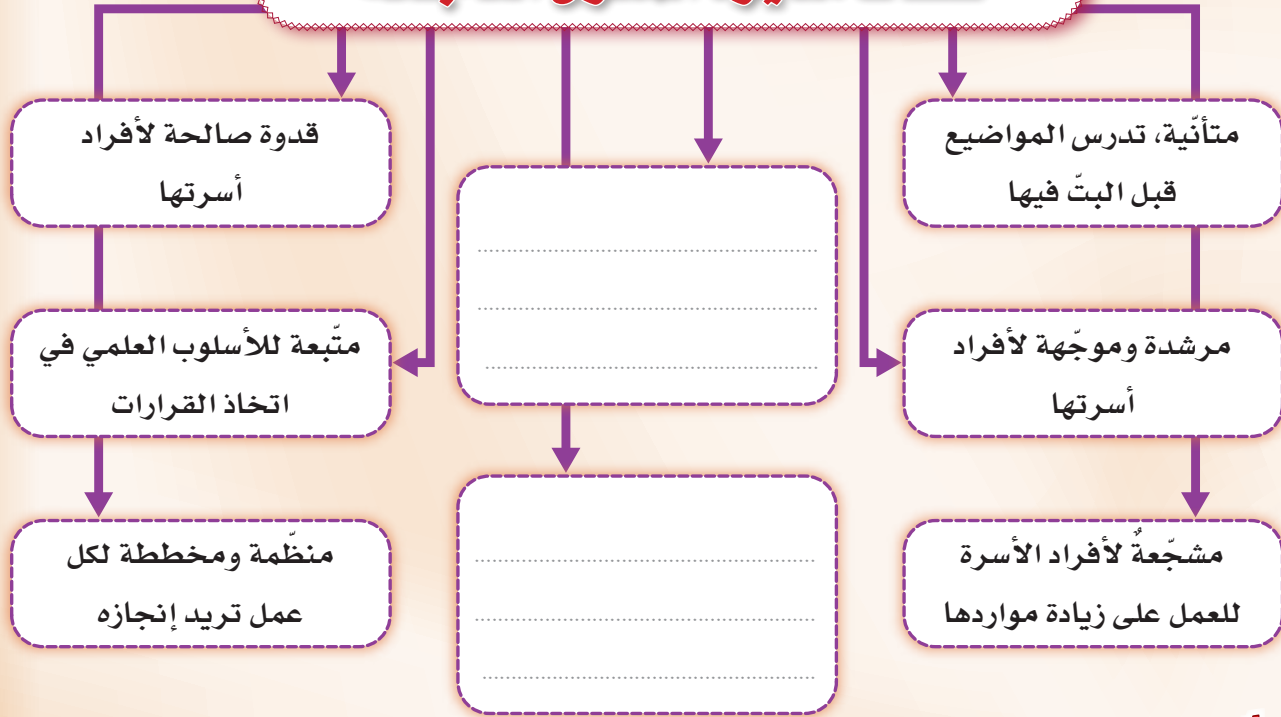 متأنّية، تدرس المواضيع
قبل البتّ فيها
قدوة صالحة لأفراد
أسرتها
مرشدة وموجّهة لأفراد
أسرتها
متّبعة للأسلوب العلمي في
اتخاذ القرارات
مشجّعةٌ لأفراد الأسرة
للعمل على زيادة مواردها
منظّمة ومخططة لكل
عمل تريد إنجازه